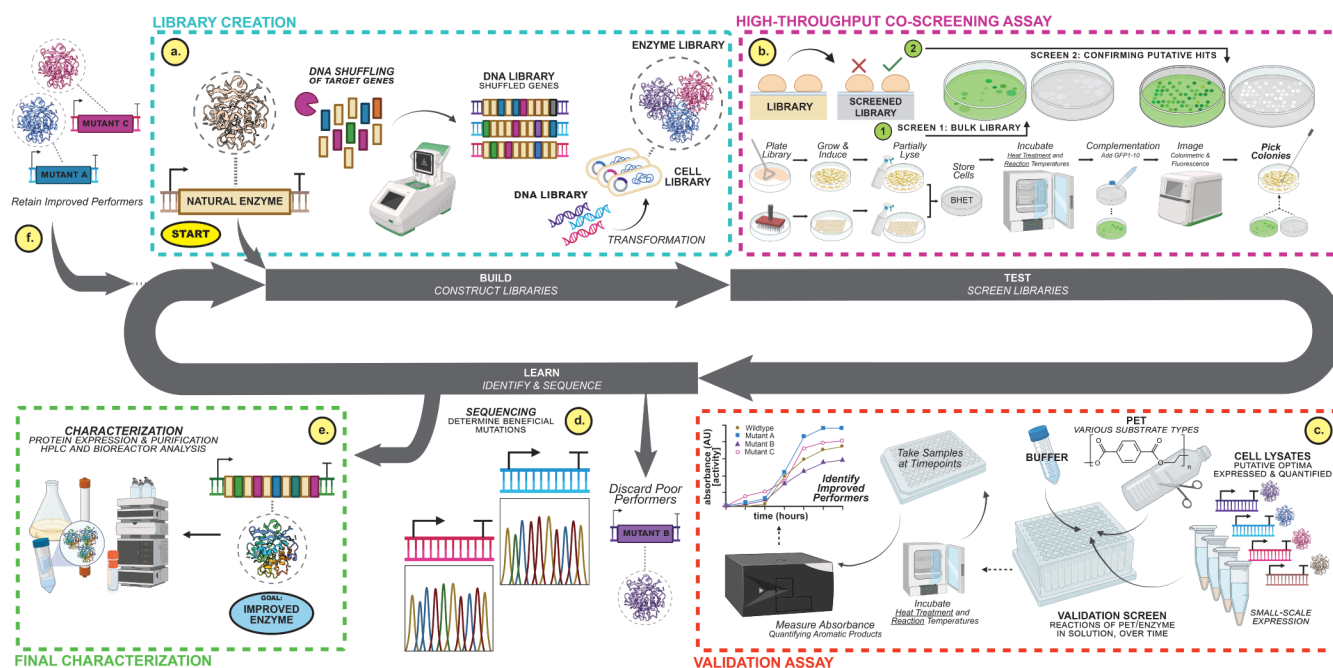 LIBRARY CREATION
a.
MUTANT C
MUTANT A
Retain Improved Performers
f.
NATURAL ENZYME
START
DNA SHUFFLING
OF TARGET GENES
DNA LIBRARY
SHUFFLED GENES
ENZYME LIBRARY
CELL
LIBRARY
DNA LIBRARY
TRANSFORMATION
HIGH-THROUGHPUT CO-SCREENING ASSAY
b.
2
SCREEN 2: CONFIRMING PUTATIVE HITS
LIBRARY
SCREENED
LIBRARY
1
SCREEN 1: BULK LIBRARY
Plate
Library
Grow &
Induce
Partially
Lyse
Store
Cells
BHET
Incubate
Heat Treatment and
Reaction Temperatures
Complementation
Add GFP1-10
Image
Colorimetric &
Fluorescence
Pick
Colonies
BUILD
CONSTRUCT LIBRARIES
TEST
SCREEN LIBRARIES
LEARN
IDENTIFY & SEQUENCE
CHARACTERIZATION
PROTEIN EXPRESSION & PURIFICATION
HPLC AND BIOREACTOR ANALYSIS
e.
GOAL:
IMPROVED
ENZYME
FINAL CHARACTERIZATION
SEQUENCING
DETERMINE BENEFICIAL
MUTATIONS
d.
Discard Poor
Performers
MUTANT B
absorbance (AU)
[activity]
Wildtype
Mutant A
Mutant B
Mutant C
Identify
Improved
Performers
time (hours)
Take Samples
at Timepoints
Measure Absorbance
Quantifying Aromatic Products
Incubate
Heat Treatment and
Reaction Temperatures
BUFFER
PET
VARIOUS SUBSTRATE TYPES
O
O
O
O
n
c.
CELL LYSATES
PUTATIVE OPTIMA
EXPRESSED & QUANTIFIED
VALIDATION SCREEN
REACTIONS OF PET/ENZYME
IN SOLUTION, OVER TIME
SMALL-SCALE
EXPRESSION
VALIDATION ASSAY